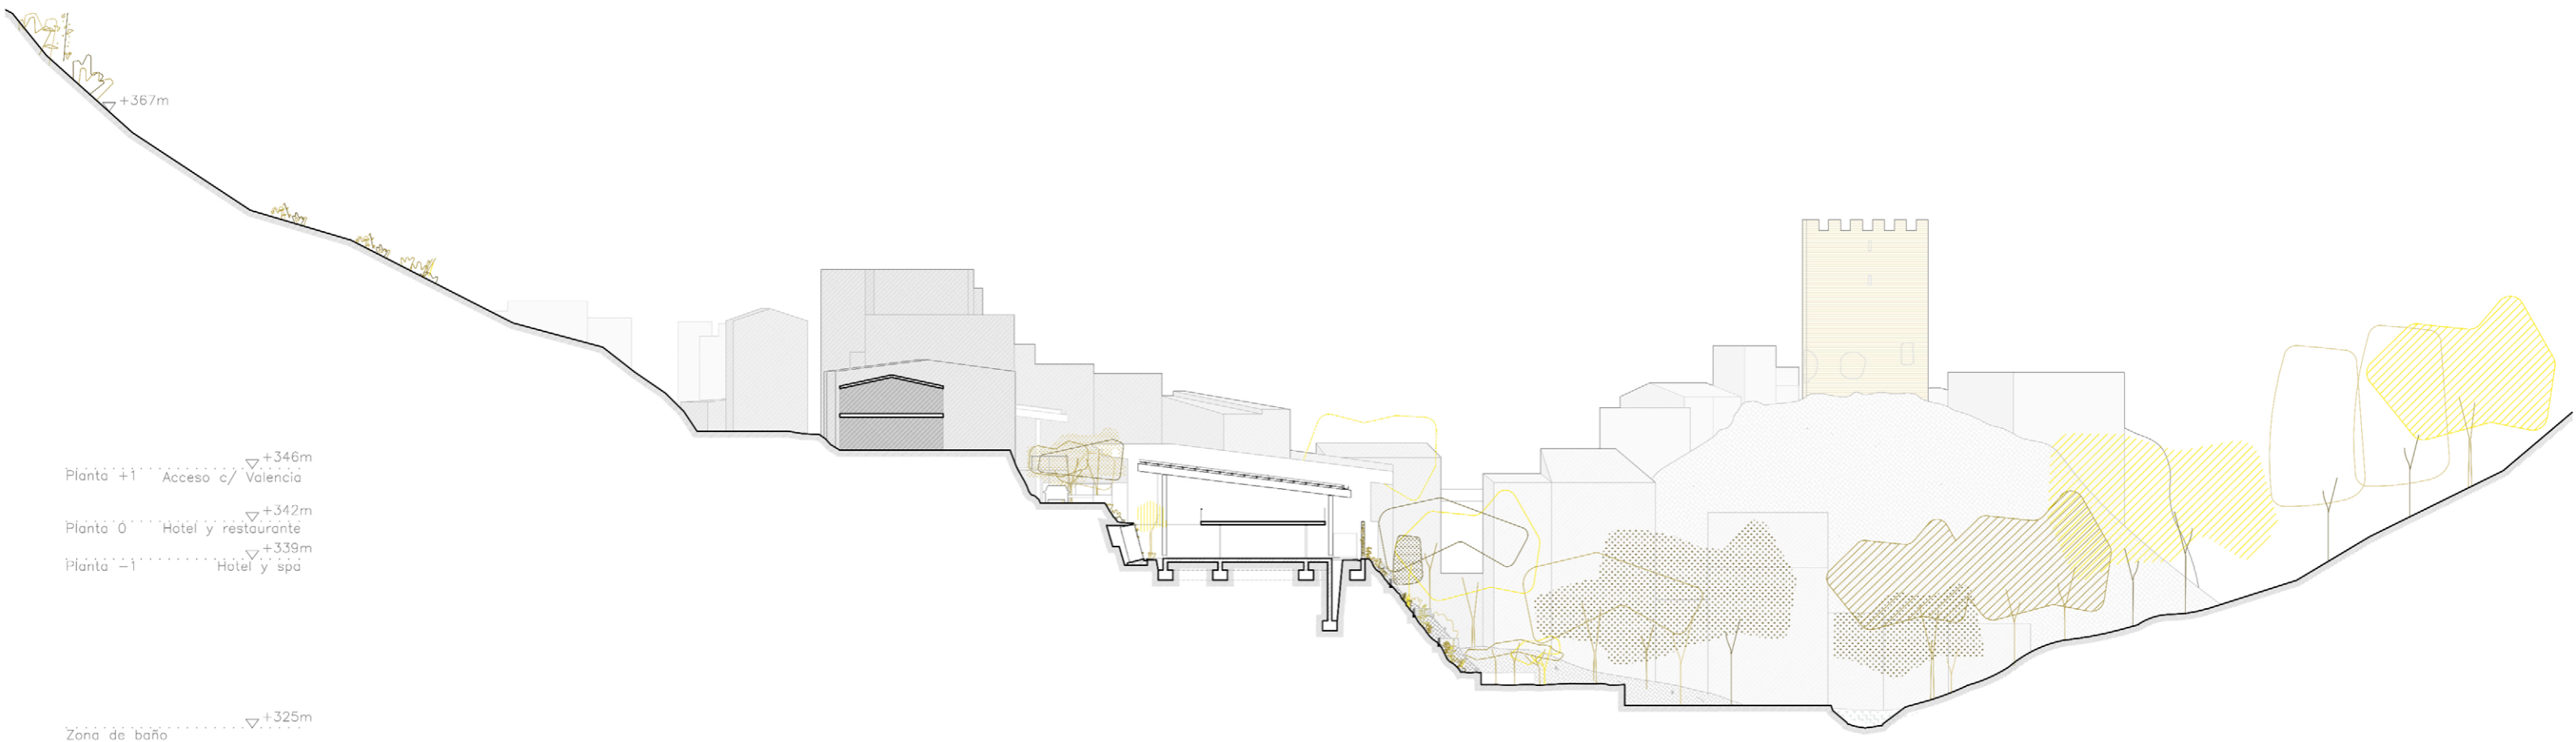 +367m
+346m
Planta +1 Acceso c/ Valencia
+342m
Planta 0 Hotel y restaurante
+339m
Planta -1 Hotel y spa
+325m
Zona de baño